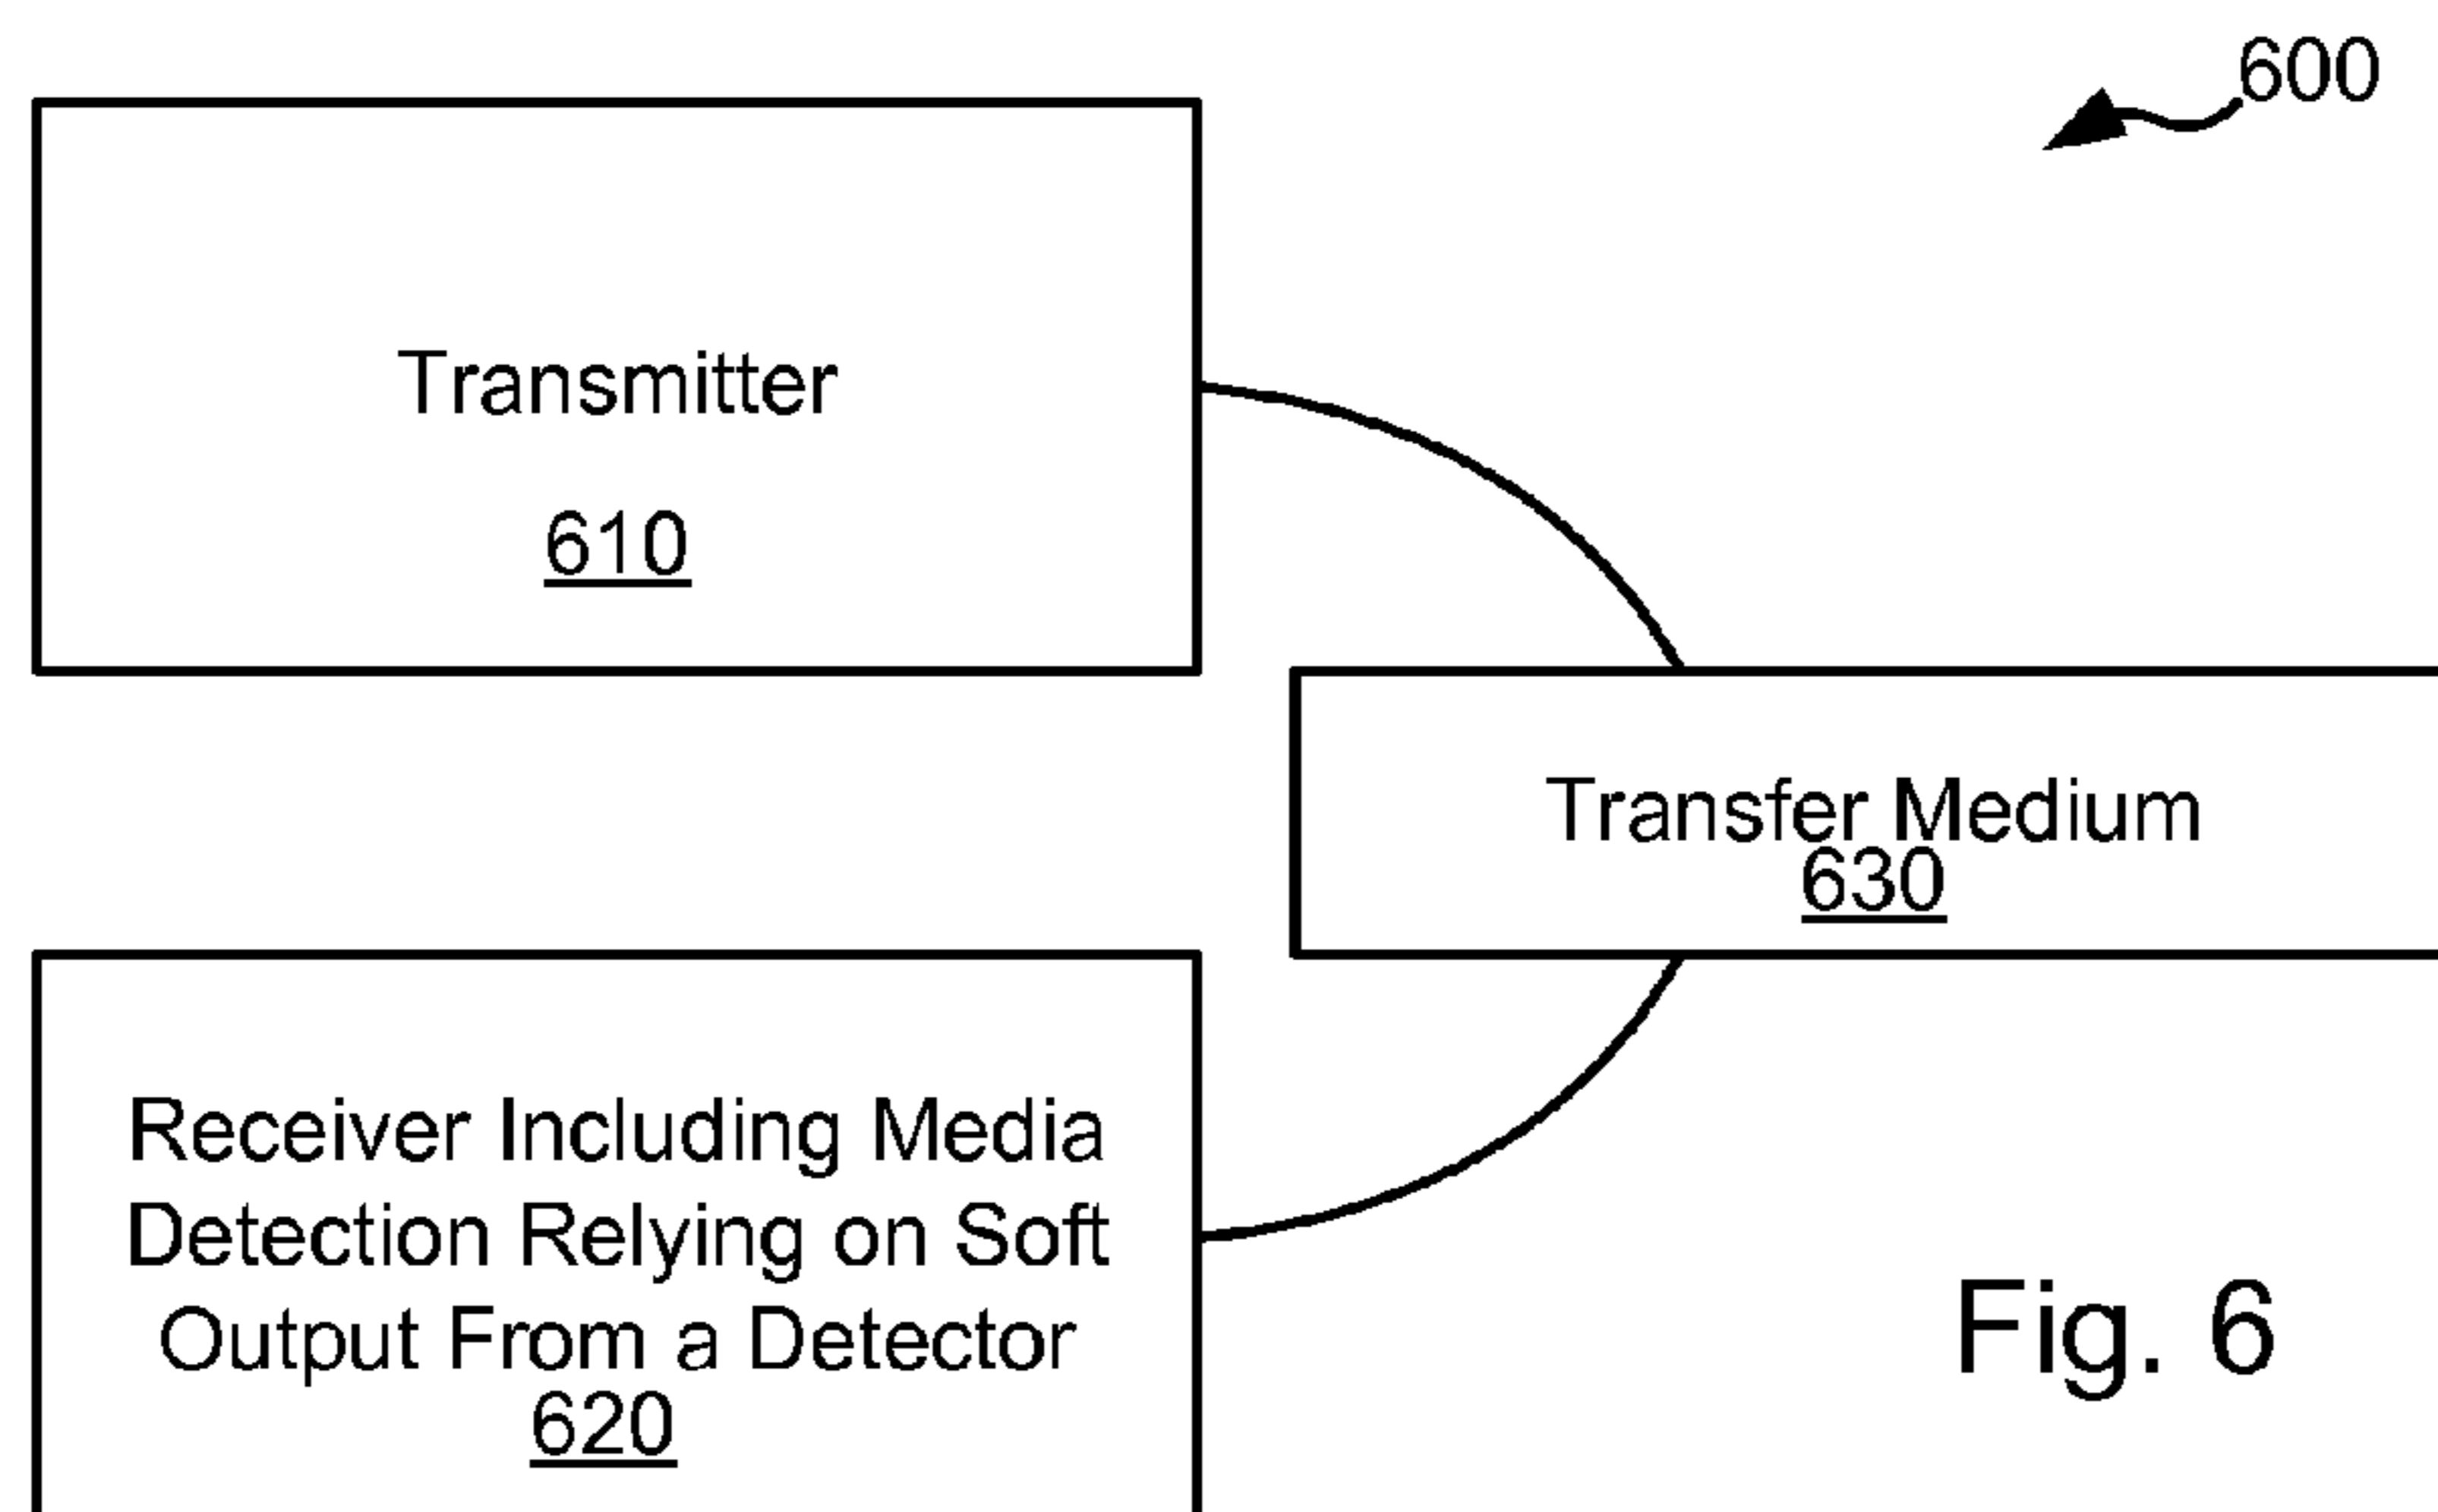 600
Transmitter
610
Transfer Medium
630
Receiver Including Media
Detection Relying on Soft
Output From a Detector
620
Fig. 6